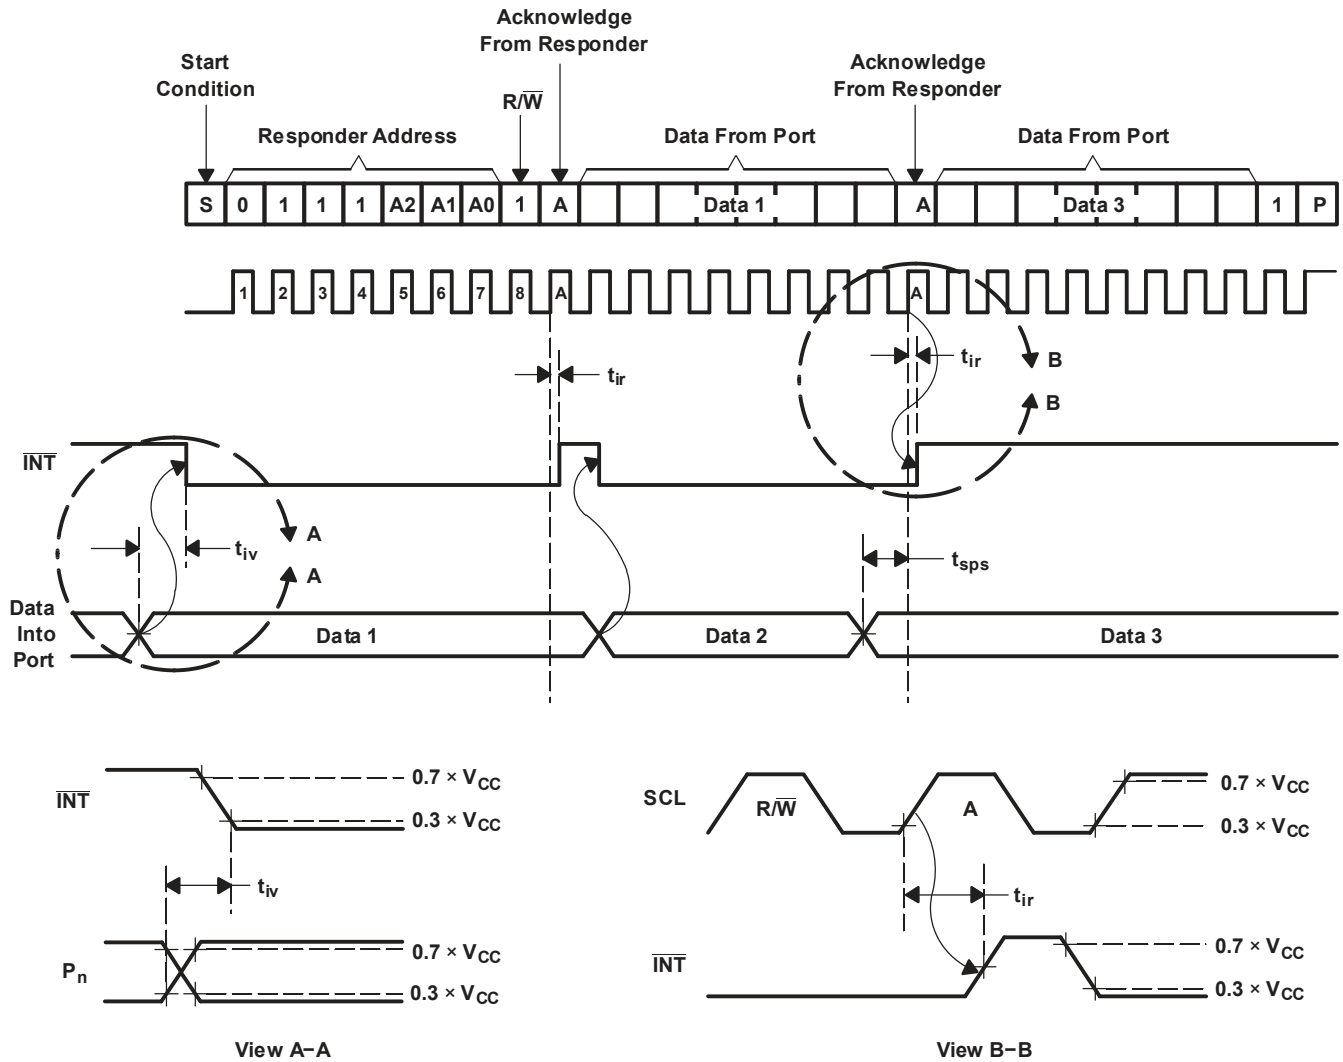 Acknowledge
From Responder
Start
Condition
R/W̅
Acknowledge
From Responder
Responder Address
Data From Port
Data From Port
S 0 1 1 1 A2 A1 A0 1 A Data 1 A Data 3 1 P
1 2 3 4 5 6 7 8 A A
t_ir
t_ir
B
B
I̅N̅T̅
A
t_iv
A
t_sps
Data
Into
Port
Data 1
Data 2
Data 3
I̅N̅T̅
0.7 × V_CC
0.3 × V_CC
t_iv
P_n
0.7 × V_CC
0.3 × V_CC
View A–A
SCL
R/W̅
A
0.7 × V_CC
0.3 × V_CC
t_ir
I̅N̅T̅
0.7 × V_CC
0.3 × V_CC
View B–B